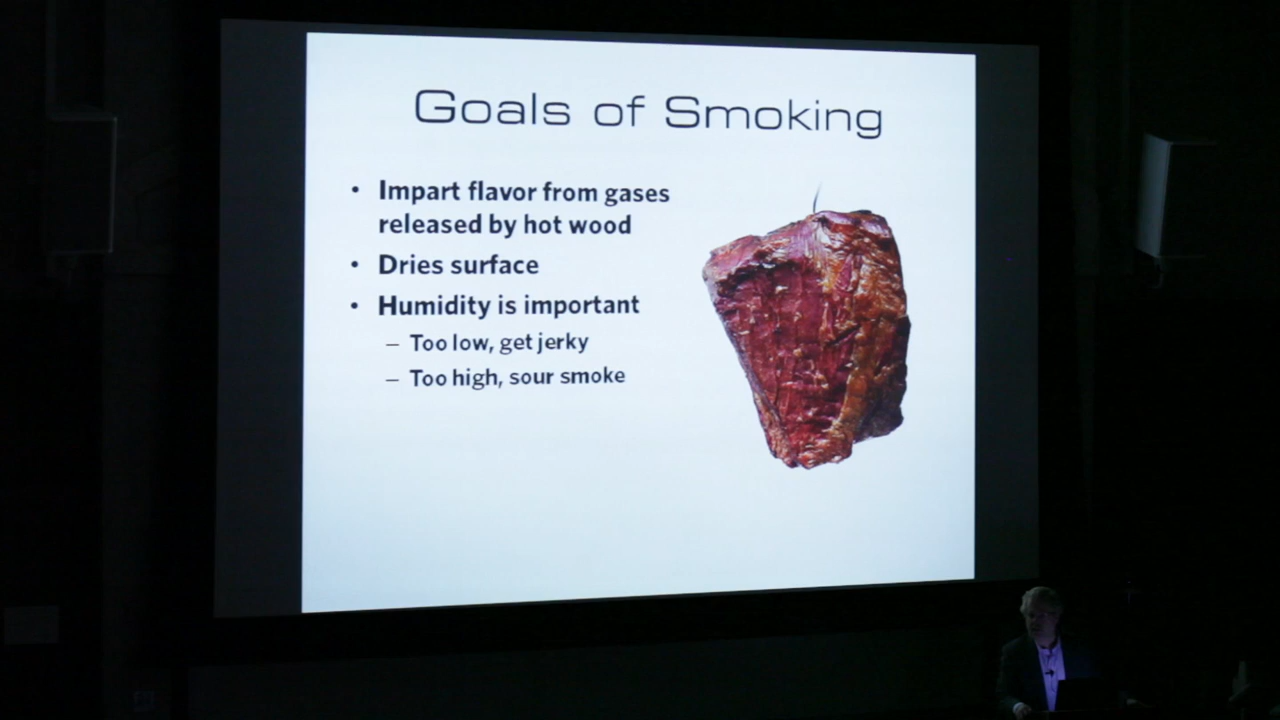 Goals of Smoking
• Impart flavor from gases
released by hot wood
• Dries surface
• Humidity is important
– Too low, get jerky
– Too high, sour smoke